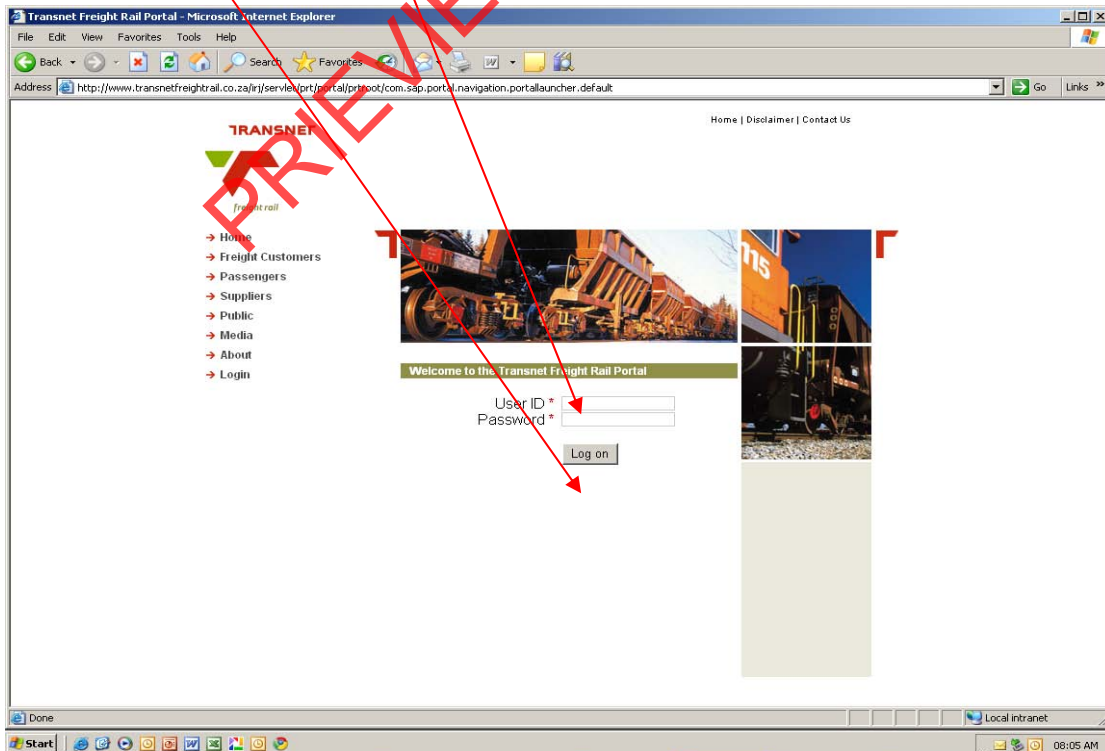 Transnet Freight Rail Portal - Microsoft Internet Explorer
File Edit View Favorites Tools Help
Back Search Favorites
Address http://www.transnetfreightrail.co.za/irj/servlet/prt/portal/prtroot/com.sap.portal.navigation.portallauncher.default Go Links »
Home | Disclaimer | Contact Us
TRANSNET
freight rail
PREVIE
→ Home
→ Freight Customers
→ Passengers
→ Suppliers
→ Public
→ Media
→ About
→ Login
115
Welcome to the Transnet Freight Rail Portal
User ID *
Password *
Log on
Done Local intranet
Start 08:05 AM